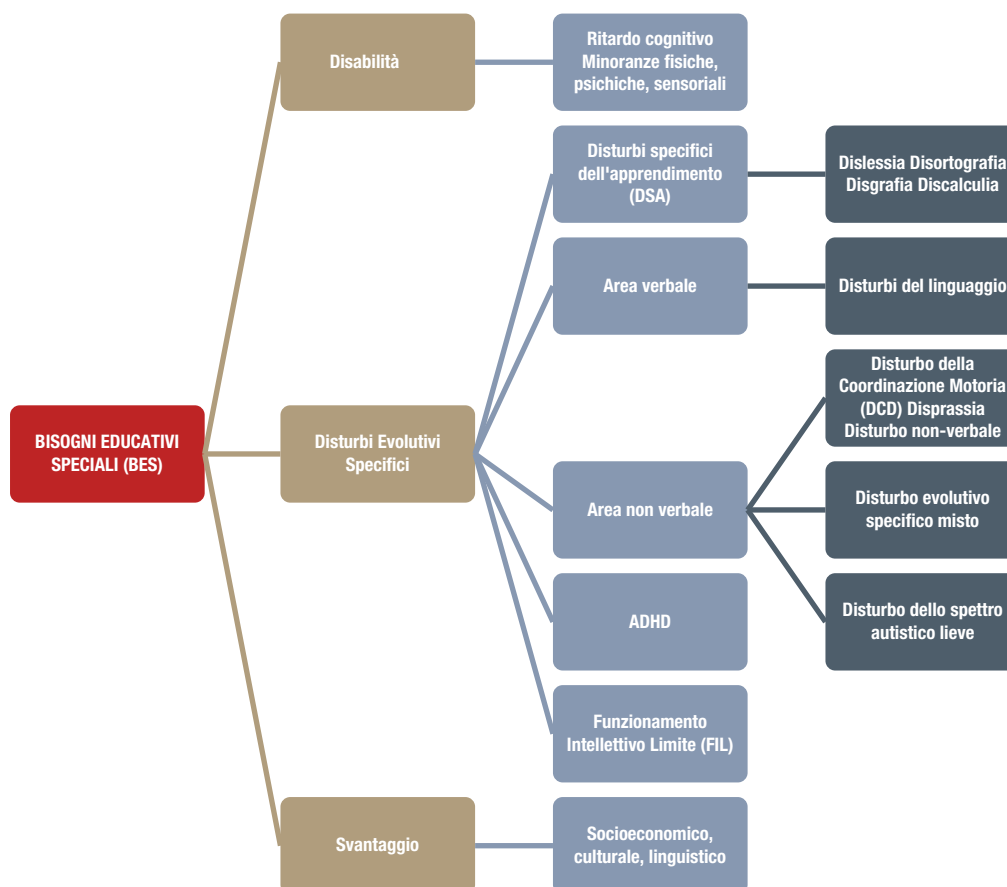 Disabilità
Ritardo cognitivo
Minoranze fisiche,
psichiche, sensoriali
Disturbi specifici
dell'apprendimento
(DSA)
Dislessia Disortografia
Disgrafia Discalculia
Area verbale
Disturbi del linguaggio
BISOGNI EDUCATIVI
SPECIALI (BES)
Disturbi Evolutivi
Specifici
Area non verbale
Disturbo della
Coordinazione Motoria
(DCD) Disprassia
Disturbo non-verbale
Disturbo evolutivo
specifico misto
Disturbo dello spettro
autistico lieve
ADHD
Funzionamento
Intellettivo Limite (FIL)
Svantaggio
Socioeconomico,
culturale, linguistico